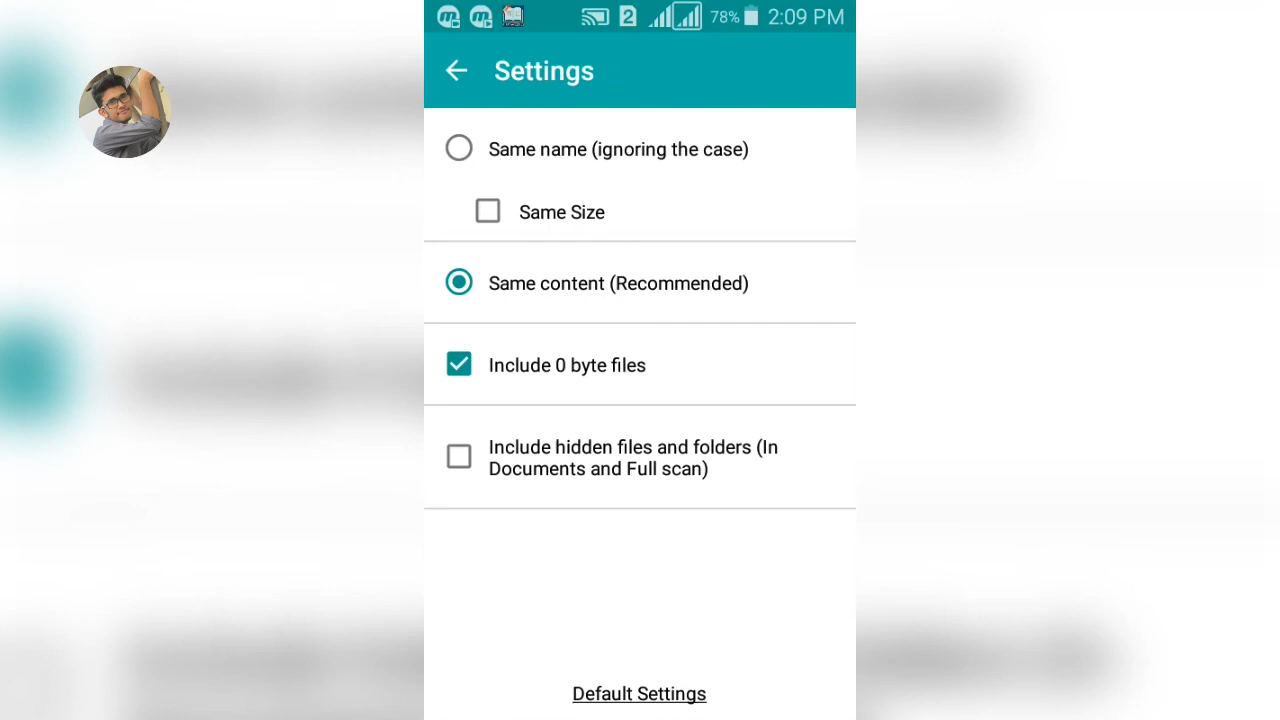 2 78% 2:09 PM
Settings
Same name (ignoring the case)
Same Size
Same content (Recommended)
Include 0 byte files
Include hidden files and folders (In
Documents and Full scan)
Default Settings